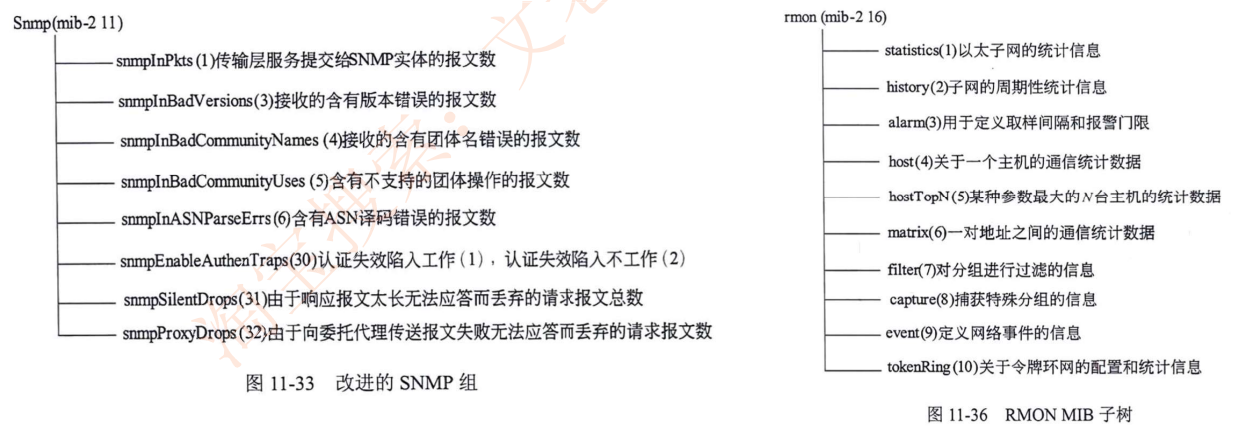 Snmp(mib-2 11)
snmpInPkts(1)传输层服务提交给SNMP实体的报文数
snmpInBadVersions(3)接收的含有版本错误的报文数
snmpInBadCommunityNames (4)接收的含有团体名错误的报文数
snmpInBadCommunityUses (5)含有不支持的团体操作的报文数
snmpInASNParseErrs(6)含有ASN译码错误的报文数
snmpEnableAuthenTraps(30)认证失效陷入工作(1)，认证失效陷入不工作(2)
snmpSilentDrops(31)由于响应报文太长无法应答而丢弃的请求报文总数
snmpProxyDrops(32)由于向委托代理传送报文失败无法应答而丢弃的请求报文数
图 11-33 改进的 SNMP 组
rmon (mib-2 16)
statistics(1)以太子网的统计信息
history(2)子网的周期性统计信息
alarm(3)用于定义取样间隔和报警门限
host(4)关于一个主机的通信统计数据
hostTopN(5)某种参数最大的N台主机的统计数据
matrix(6)一对地址之间的通信统计数据
filter(7)对分组进行过滤的信息
capture(8)捕获特殊分组的信息
event(9)定义网络事件的信息
tokenRing(10)关于令牌环网的配置和统计信息
图 11-36 RMON MIB 子树
淘宝搜索：文